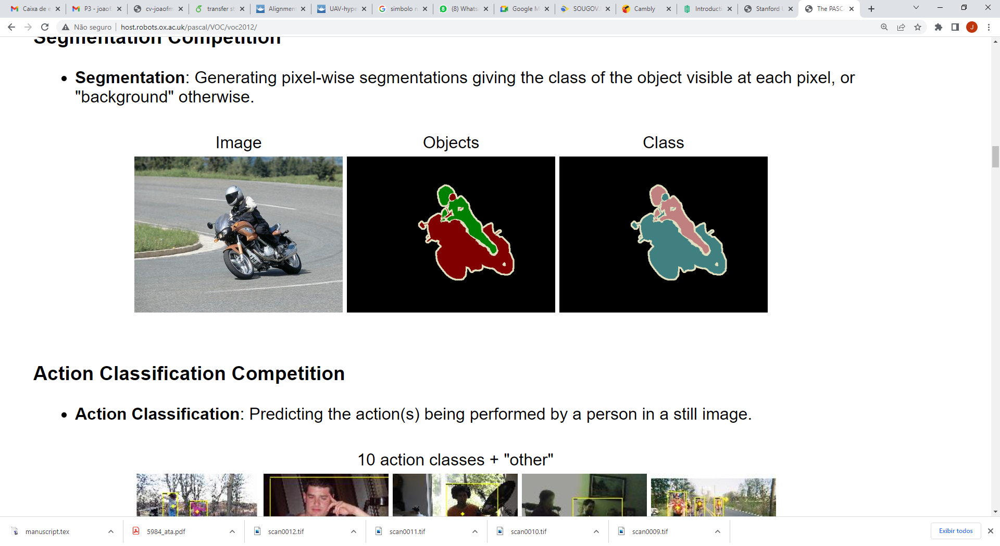 Caixa de e
P3 - joaof
cv-joaofm
transfer st
Alignmen
UAV-hype
simbolo n
(8) Whats
Google M
SOUGOV.
Cambly
Introducti
Stanford U
The PASC
Não seguro
host.robots.ox.ac.uk/pascal/VOC/voc2012/
J
Segmentation Competition
Segmentation: Generating pixel-wise segmentations giving the class of the object visible at each pixel, or
"background" otherwise.
Image
Objects
Class
Action Classification Competition
Action Classification: Predicting the action(s) being performed by a person in a still image.
10 action classes + "other"
manuscript.tex
5984_ata.pdf
scan0012.tif
scan0011.tif
scan0010.tif
scan0009.tif
Exibir todos